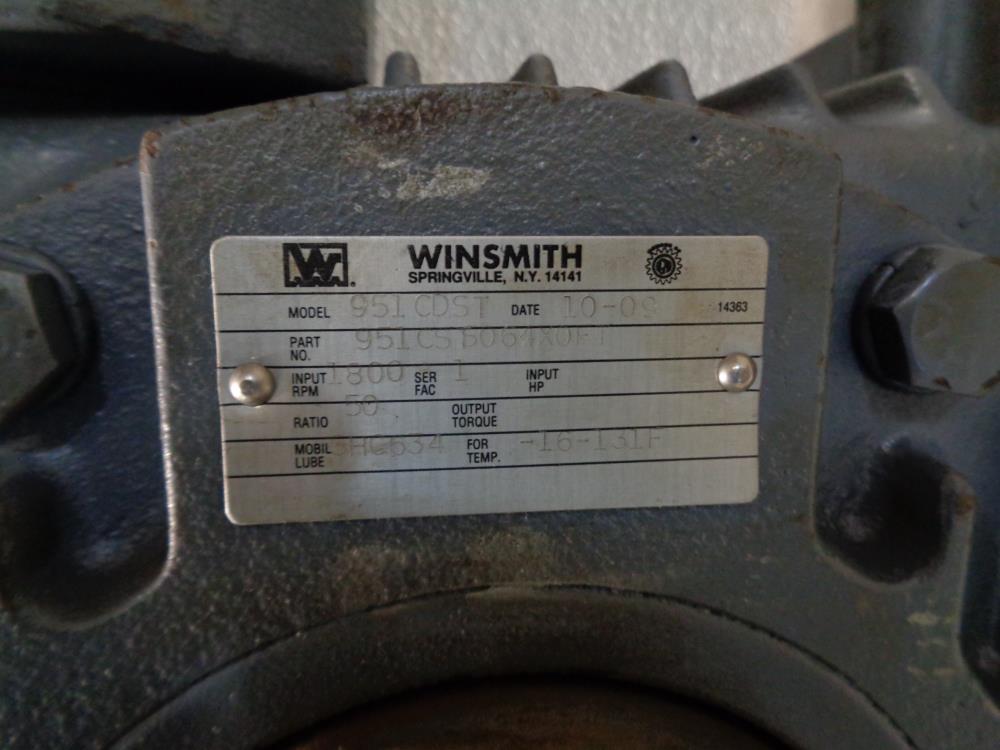 W
WINSMITH
SPRINGVILLE, N.Y. 14141
MODEL 951CDST DATE 10-09 14363
PART NO. 951CS
INPUT RPM 1800 SER FAC 1 INPUT HP
RATIO 50 OUTPUT TORQUE
MOBIL LUBE SHC634 FOR TEMP. -16-131F